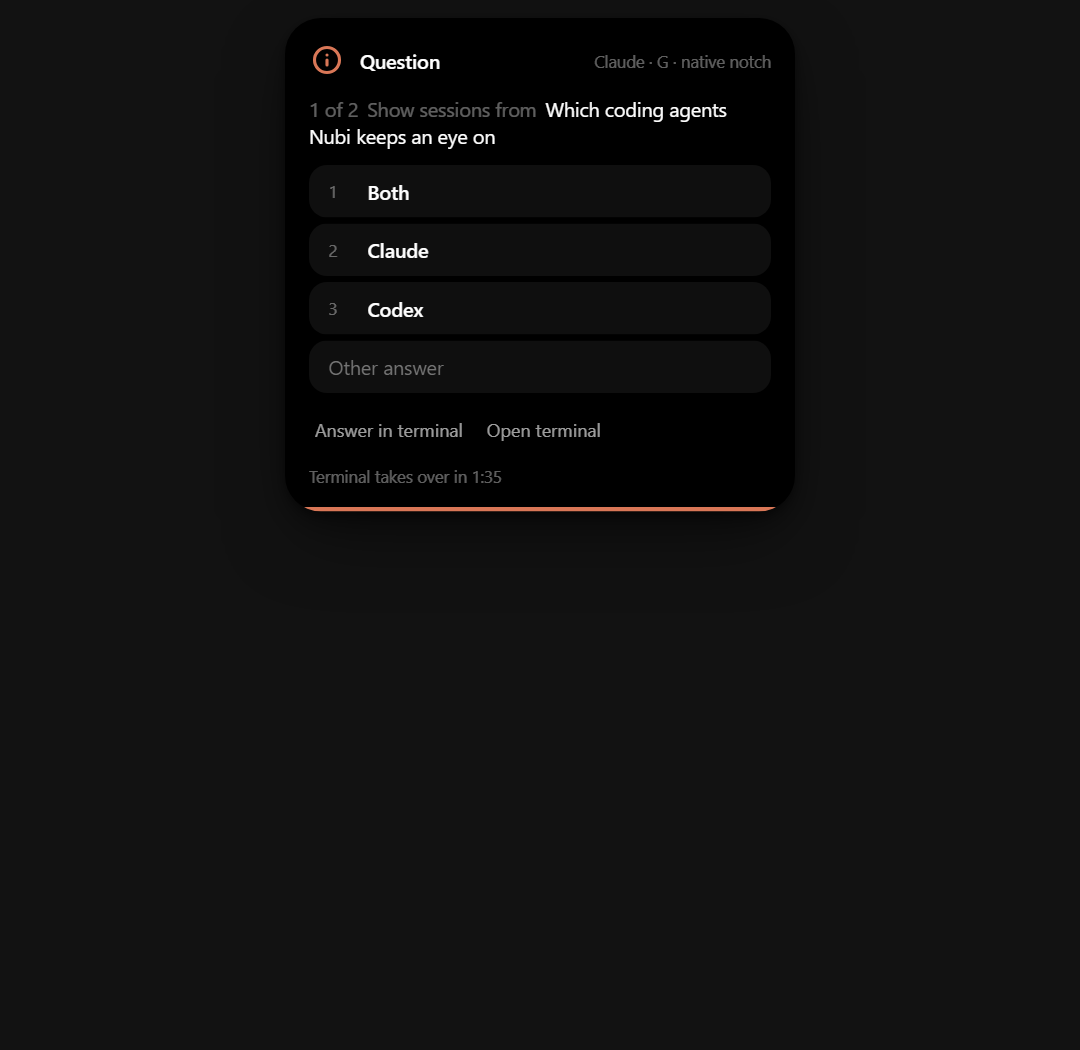 Question
Claude · G · native notch
1 of 2 Show sessions from Which coding agents
Nubi keeps an eye on
1 Both
2 Claude
3 Codex
Other answer
Answer in terminal Open terminal
Terminal takes over in 1:35